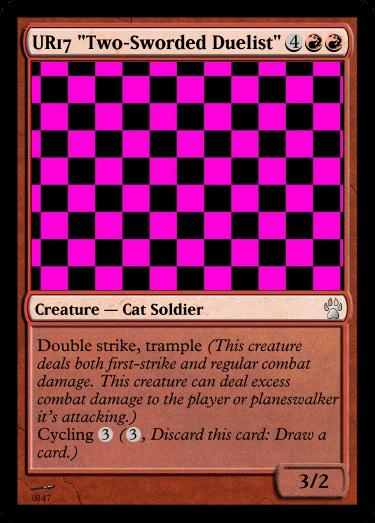 UR17 "Two-Sworded Duelist" 4
Creature — Cat Soldier
Double strike, trample (This creature
deals both first-strike and regular combat
damage. This creature can deal excess
combat damage to the player or planeswalker
it's attacking.)
Cycling 3 (3, Discard this card: Draw a
card.)
3/2
0147